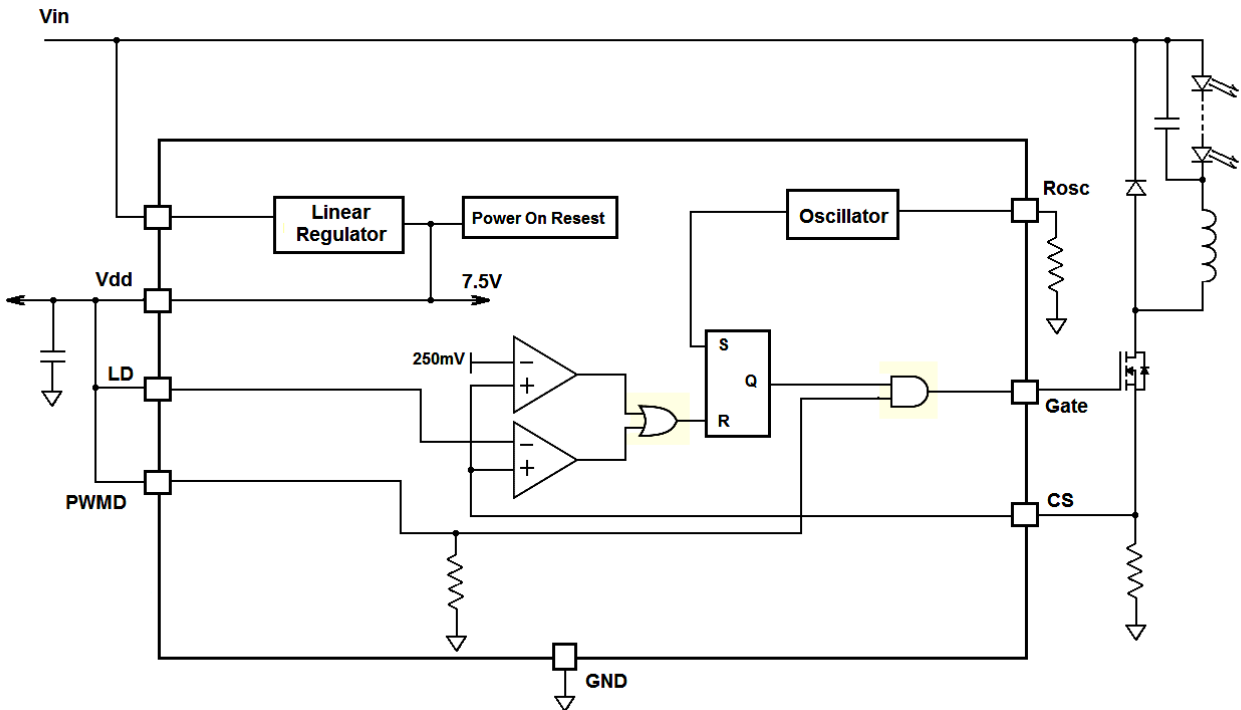 Vin
Rosc
Linear
Regulator
Power On Resest
Oscillator
Vdd
7.5V
250mV
S
LD
Q
Gate
R
PWMD
CS
GND